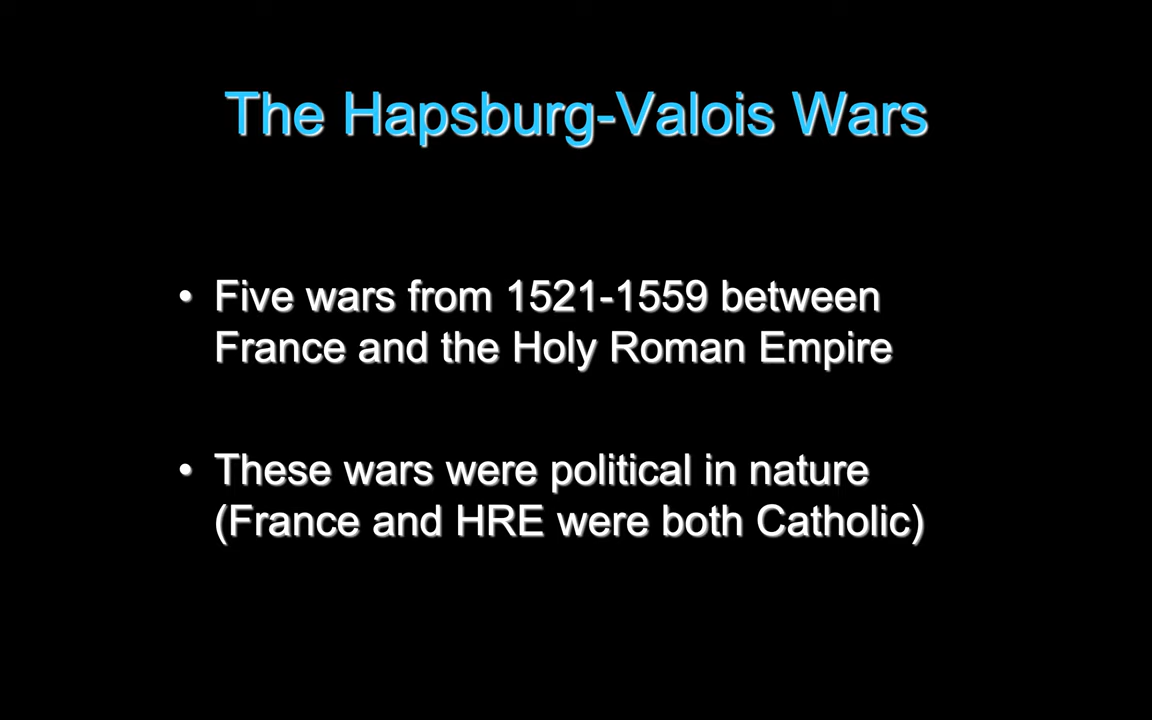 The Hapsburg-Valois Wars
• Five wars from 1521-1559 between
France and the Holy Roman Empire
• These wars were political in nature
(France and HRE were both Catholic)